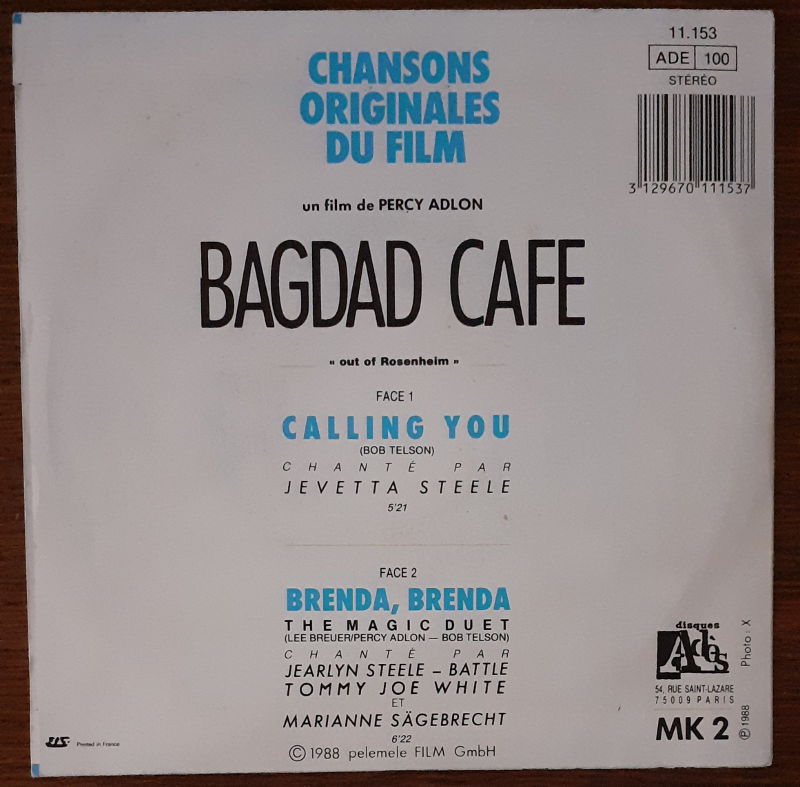 11.153
ADE 100
STÉRÉO
3 129670 111537
CHANSONS
ORIGINALES
DU FILM
un film de PERCY ADLON
BAGDAD CAFE
« out of Rosenheim »
FACE 1
CALLING YOU
(BOB TELSON)
CHANTÉ PAR
JEVETTA STEELE
5'21
FACE 2
BRENDA, BRENDA
THE MAGIC DUET
(LEE BREUER/PERCY ADLON — BOB TELSON)
CHANTÉ PAR
JEARLYN STEELE – BATTLE
TOMMY JOE WHITE
ET
MARIANNE SÄGEBRECHT
6'22
© 1988 pelemele FILM GmbH
disques
Adès
54, RUE SAINT-LAZARE
75009 PARIS
MK 2
℗ 1988
Photo : X
Printed in France